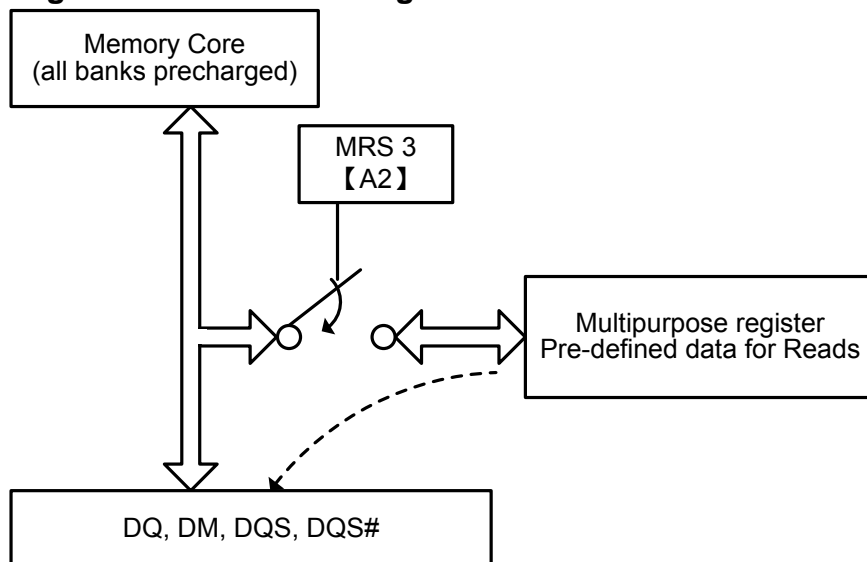 Memory Core
(all banks precharged)
MRS 3
【A2】
Multipurpose register
Pre-defined data for Reads
DQ, DM, DQS, DQS#